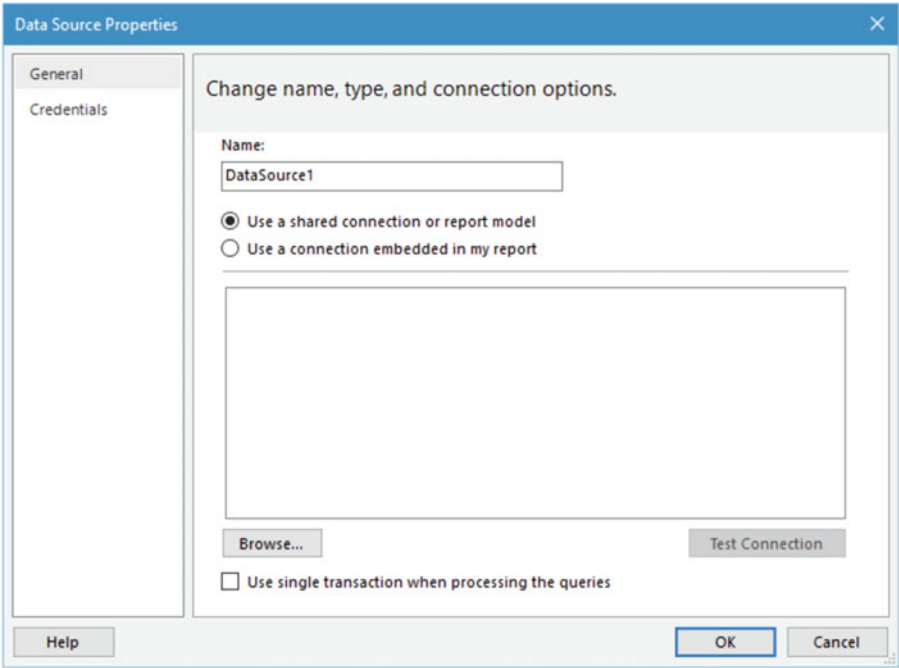 Data Source Properties
General
Credentials
Change name, type, and connection options.
Name:
DataSource1
Use a shared connection or report model
Use a connection embedded in my report
Browse...
Test Connection
Use single transaction when processing the queries
Help
OK
Cancel